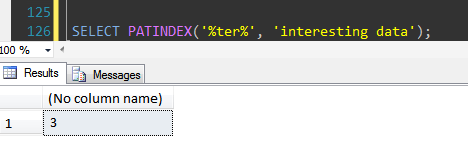 125
126 SELECT PATINDEX('%ter%', 'interesting data');
100 %
Results Messages
(No column name)
1 3